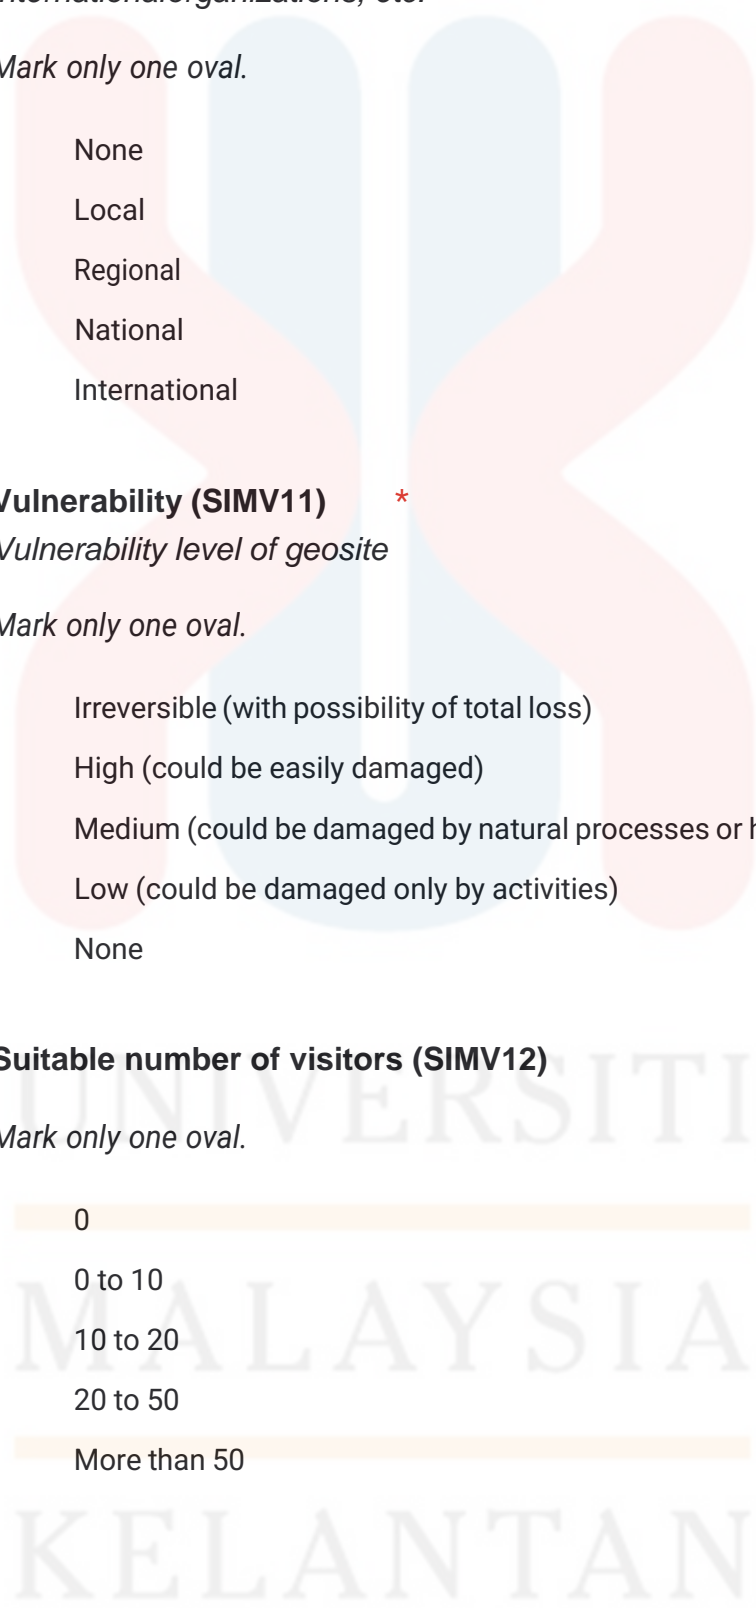 etc.
Mark only one oval.
None
Local
Regional
National
International
Vulnerability (SIMV11) *
Vulnerability level of geosite
Mark only one oval.
Irreversible (with possibility of total loss)
High (could be easily damaged)
Medium (could be damaged by natural processes or
Low (could be damaged only by activities)
None
Suitable number of visitors (SIMV12)
UNIVERSITI
Mark only one oval.
0
0 to 10
MALAYSIA
10 to 20
20 to 50
More than 50
KELANTAN